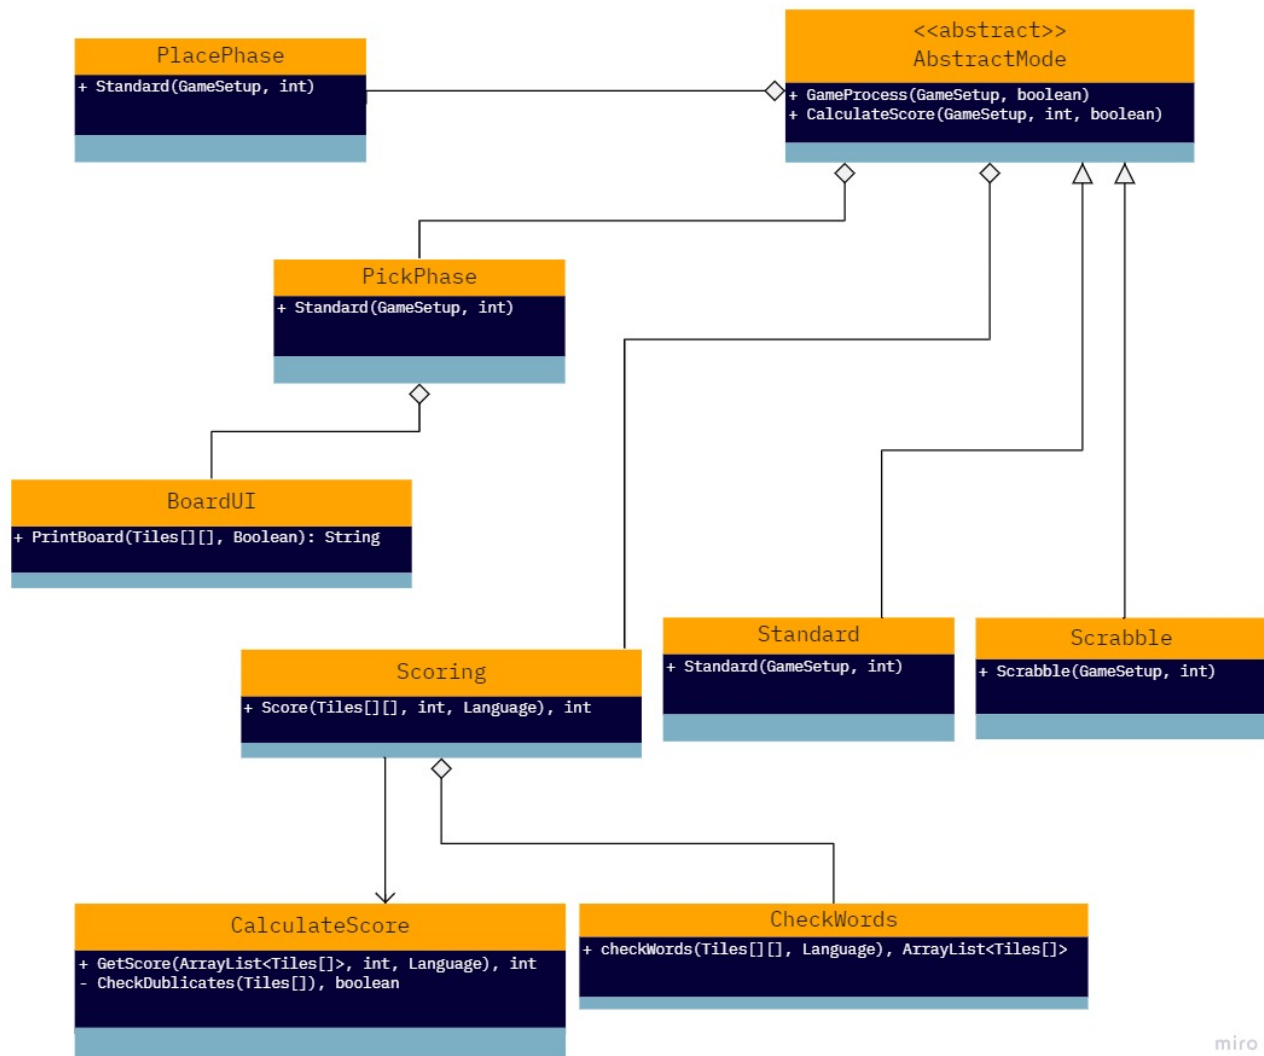 PlacePhase
+ Standard(GameSetup, int)
<<abstract>>
AbstractMode
+ GameProcess(GameSetup, boolean)
+ CalculateScore(GameSetup, int, boolean)
PickPhase
+ Standard(GameSetup, int)
BoardUI
+ PrintBoard(Tiles[][], Boolean): String
Scoring
+ Score(Tiles[][], int, Language), int
Standard
+ Standard(GameSetup, int)
Scrabble
+ Scrabble(GameSetup, int)
CalculateScore
+ GetScore(ArrayList<Tiles[]>, int, Language), int
- CheckDublicates(Tiles[]), boolean
CheckWords
+ checkWords(Tiles[][], Language), ArrayList<Tiles[]>
miro